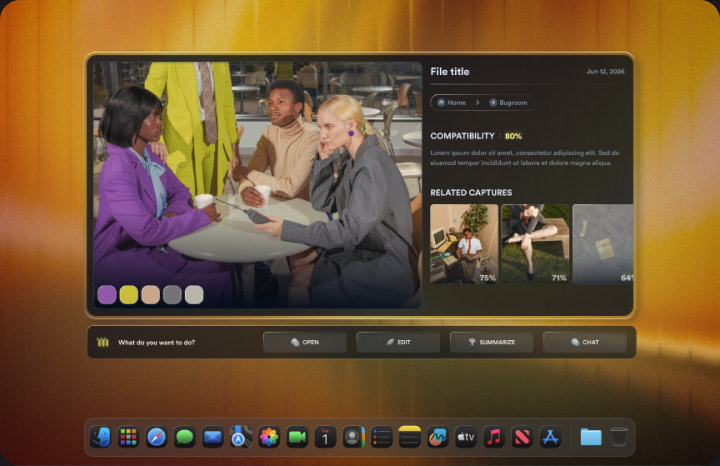 File title
Jun 12, 2026
Home > Bugroom
COMPATIBILITY | 80%
Lorem ipsum dolor sit amet, consectetur adipiscing elit. Sed do
eiusmod tempor incididunt ut labore et dolore magna aliqua.
RELATED CAPTURES
75%
71%
64%
What do you want to do?
OPEN
EDIT
SUMMARIZE
CHAT
1
tv